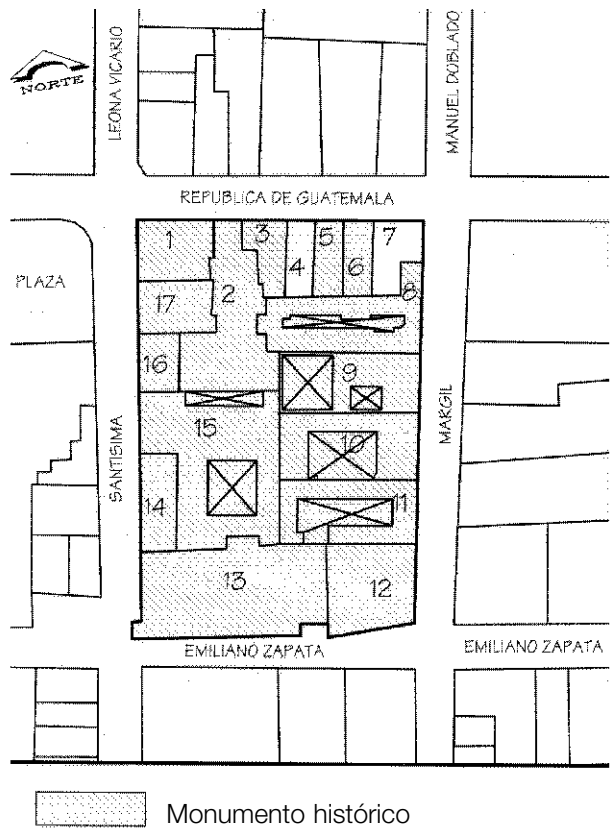 NORTE
LEONA VICARIO
MANUEL DOBLADO
REPUBLICA DE GUATEMALA
PLAZA
1
2
3
4
5
6
7
8
17
16
9
15
10
SANTISIMA
MARGIL
14
11
13
12
EMILIANO ZAPATA
EMILIANO ZAPATA
Monumento histórico